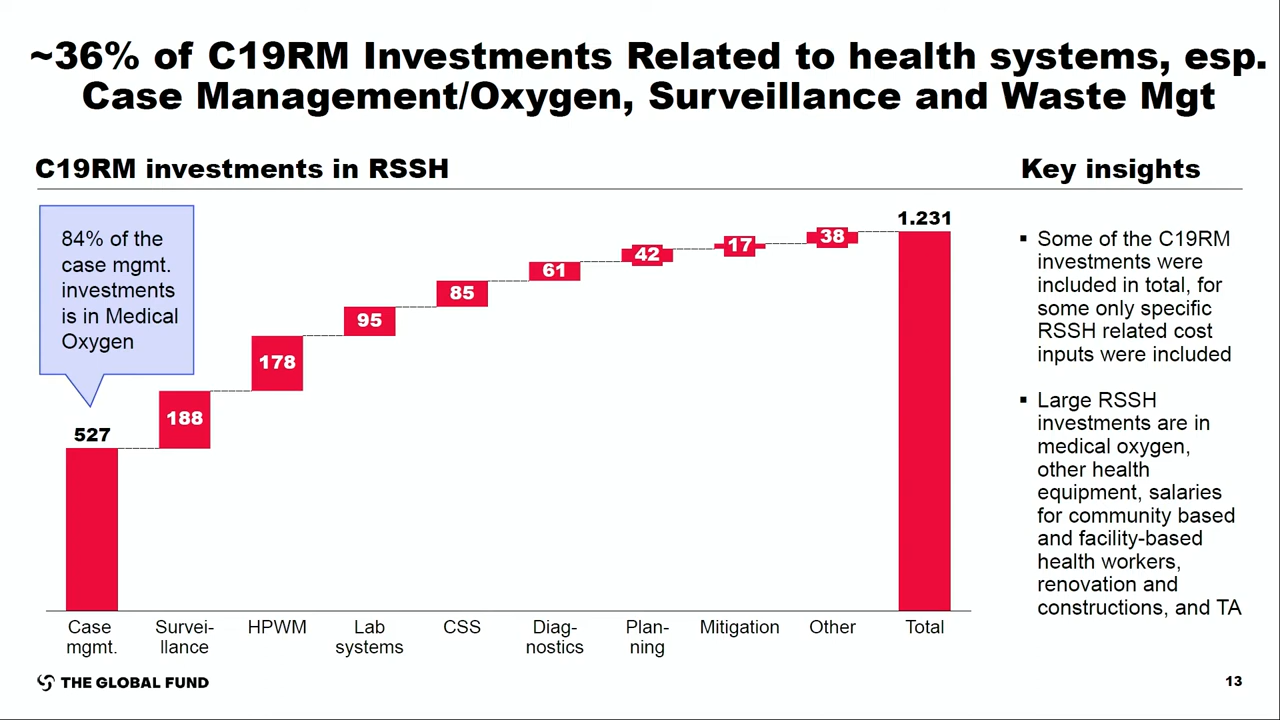 ~36% of C19RM Investments Related to health systems, esp.
Case Management/Oxygen, Surveillance and Waste Mgt
C19RM investments in RSSH
Key insights
84% of the
case mgmt.
investments
is in Medical
Oxygen
527
188
178
95
85
61
42
17
38
1.231
Case
mgmt.
Survei-
llance
HPWM
Lab
systems
CSS
Diag-
nostics
Plan-
ning
Mitigation
Other
Total
▪ Some of the C19RM
investments were
included in total, for
some only specific
RSSH related cost
inputs were included
▪ Large RSSH
investments are in
medical oxygen,
other health
equipment, salaries
for community based
and facility-based
health workers,
renovation and
constructions, and TA
THE GLOBAL FUND
13